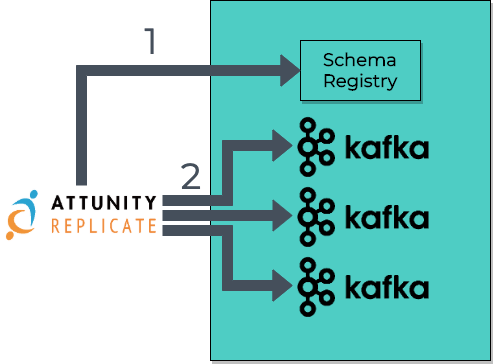 1
Schema
Registry
2
kafka
ATTUNITY
REPLICATE
kafka
kafka